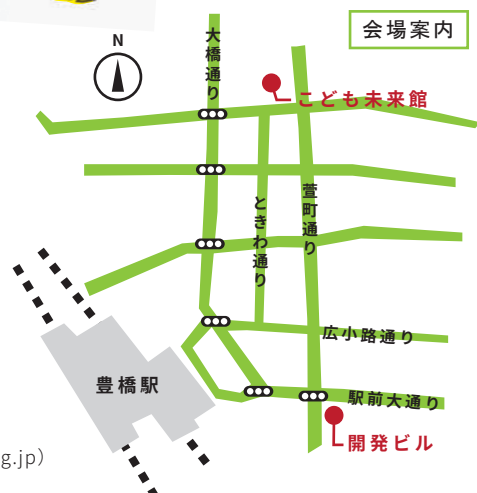 会場案内
N
大橋通り
こども未来館
萱町通り
ときわ通り
広小路通り
豊橋駅
駅前大通り
開発ビル
g.jp）